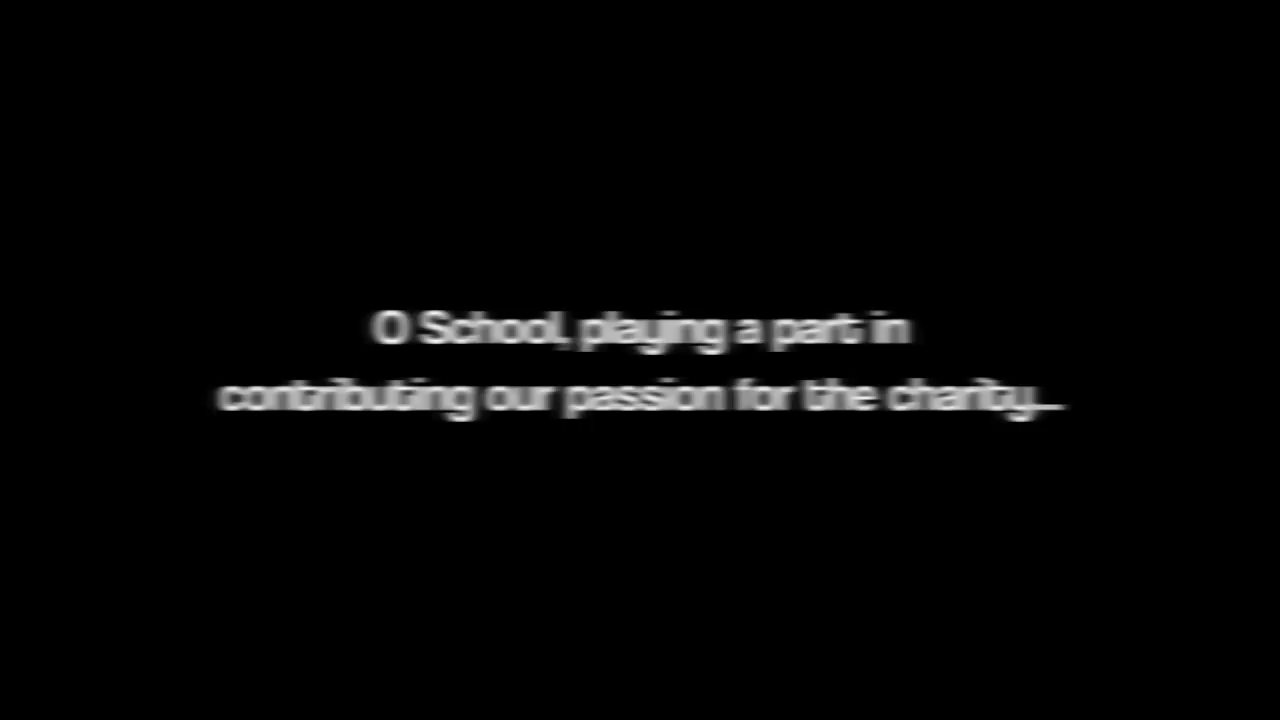 O School, playing a part in
contributing our passion for the charity...